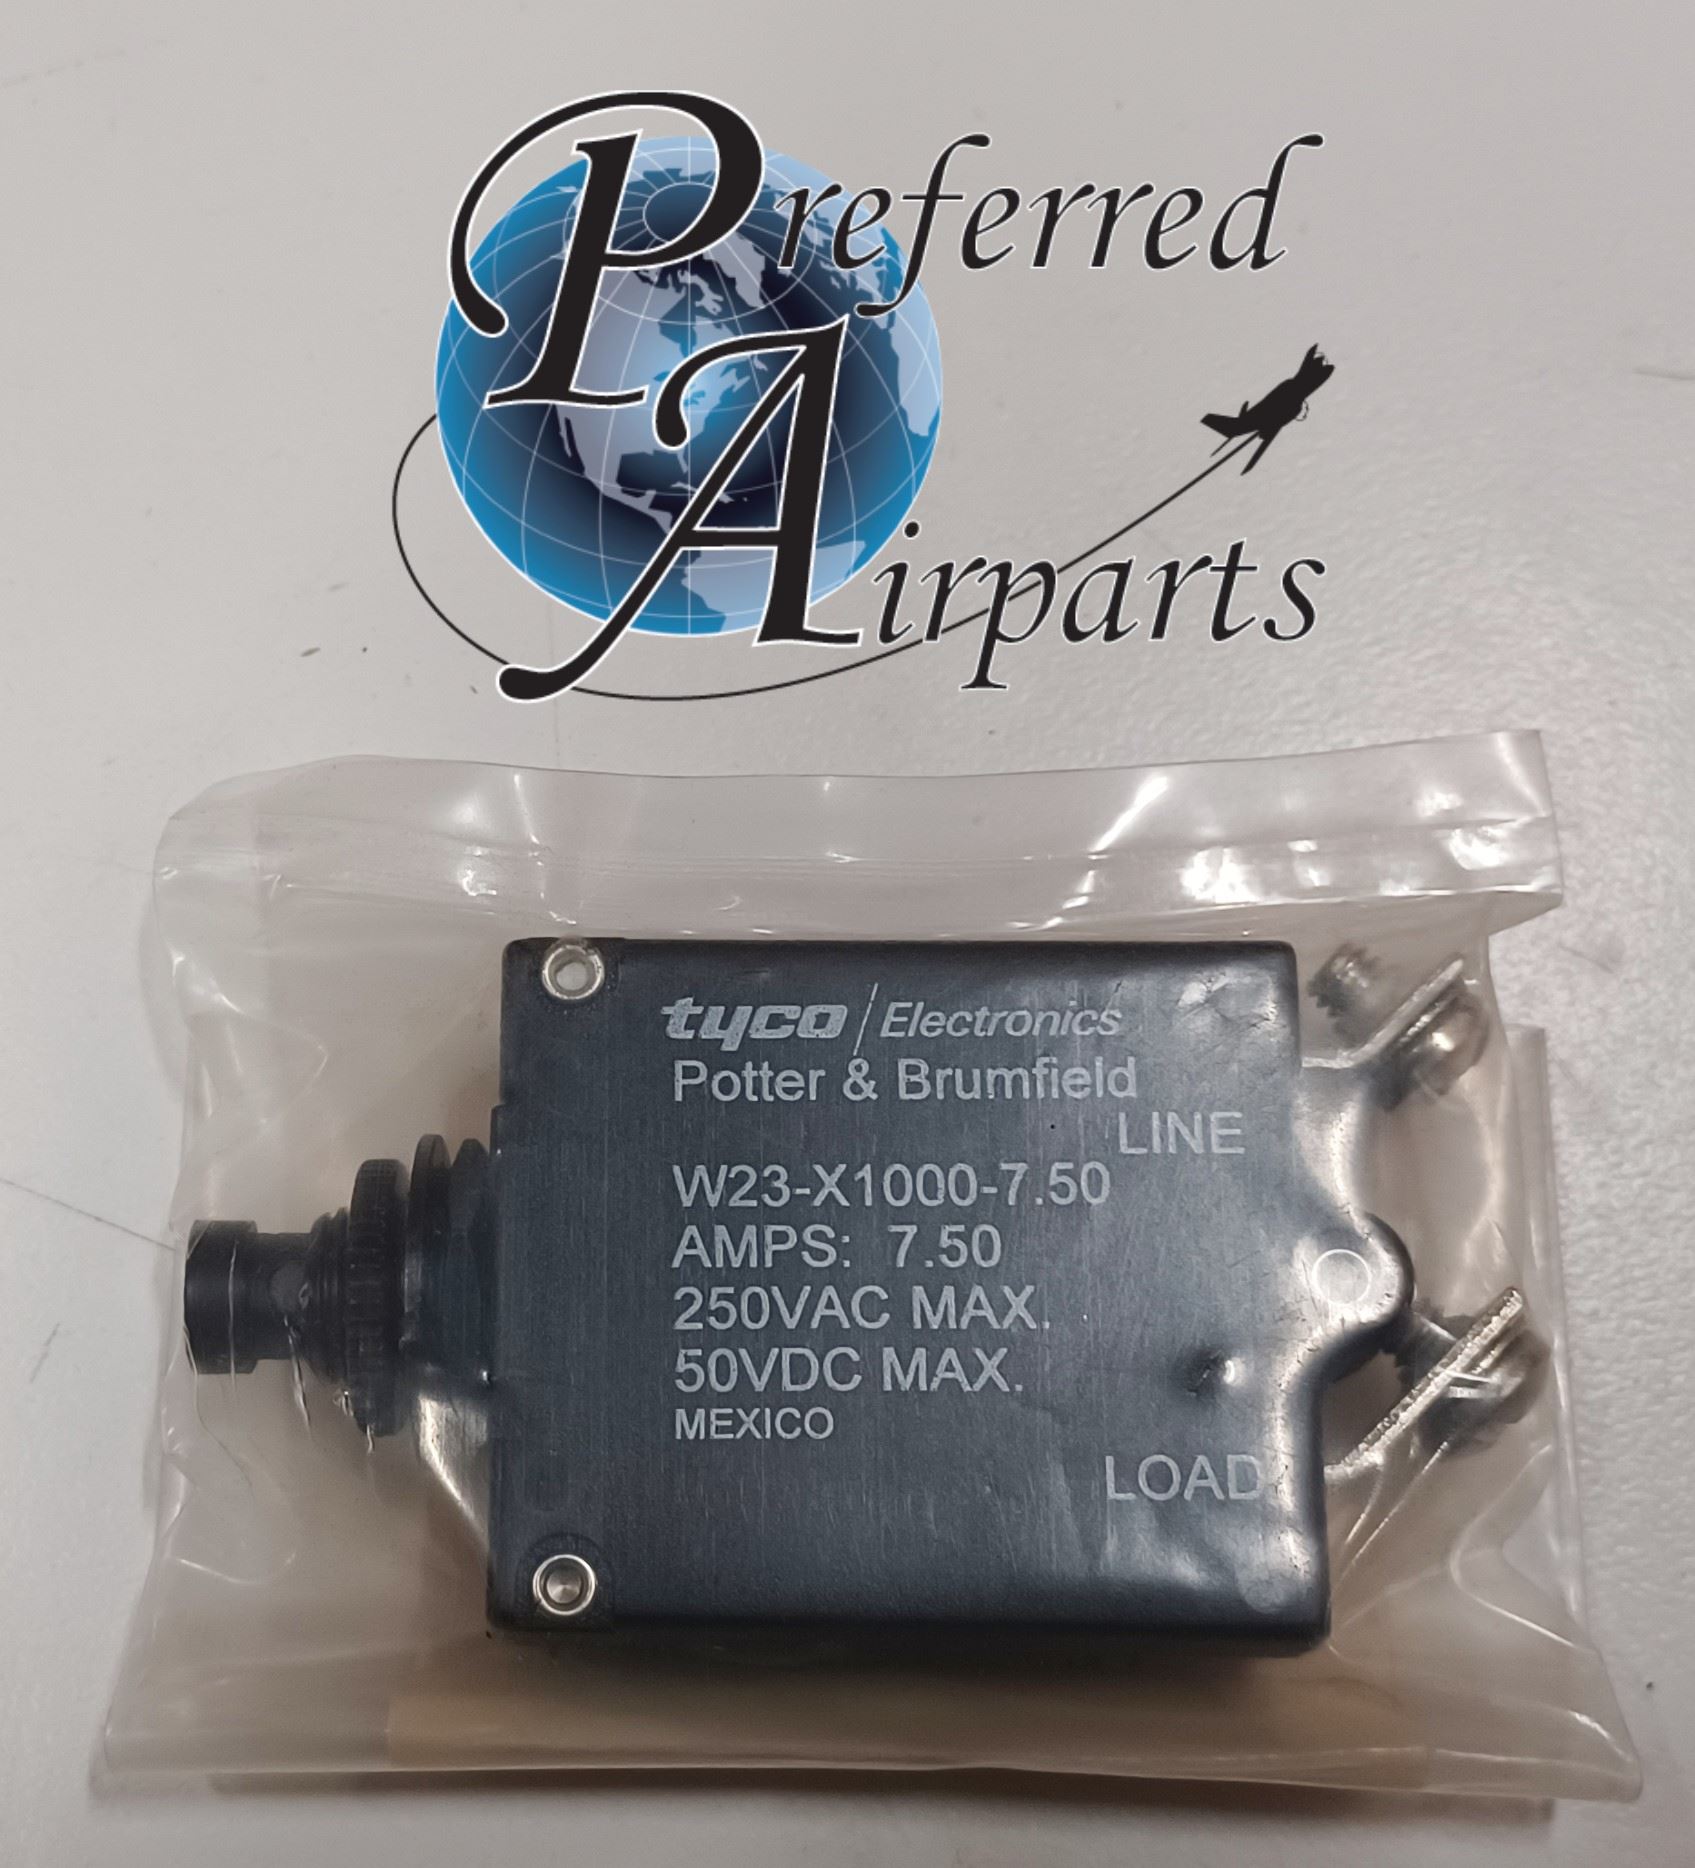 Preferred
Airparts
tyco / Electronics
Potter & Brumfield
LINE
W23-X1000-7.50
AMPS: 7.50
250VAC MAX.
50VDC MAX.
MEXICO
LOAD